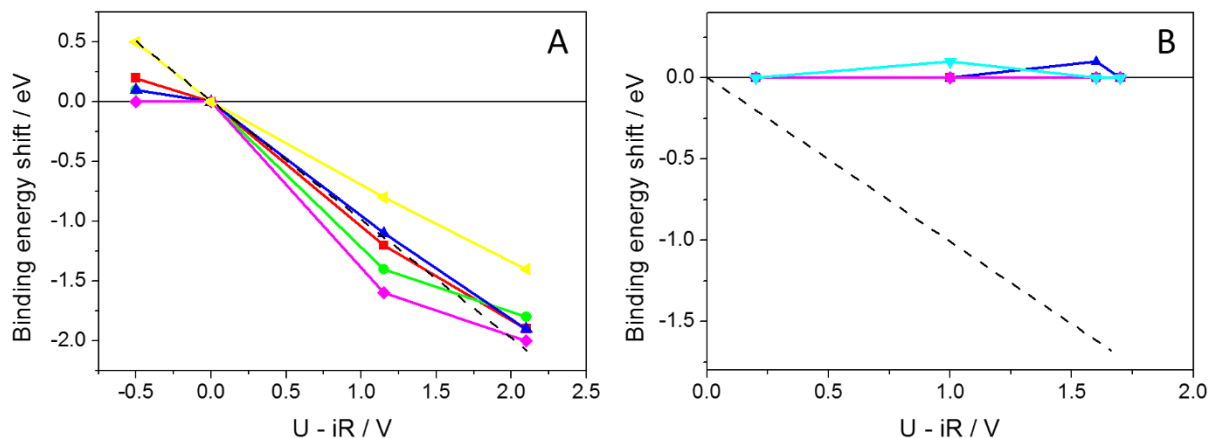 A
Binding energy shift / eV
0.5
0.0
-0.5
-1.0
-1.5
-2.0
-0.5 0.0 0.5 1.0 1.5 2.0 2.5
U - iR / V
B
Binding energy shift / eV
0.0
-0.5
-1.0
-1.5
0.0 0.5 1.0 1.5 2.0
U - iR / V